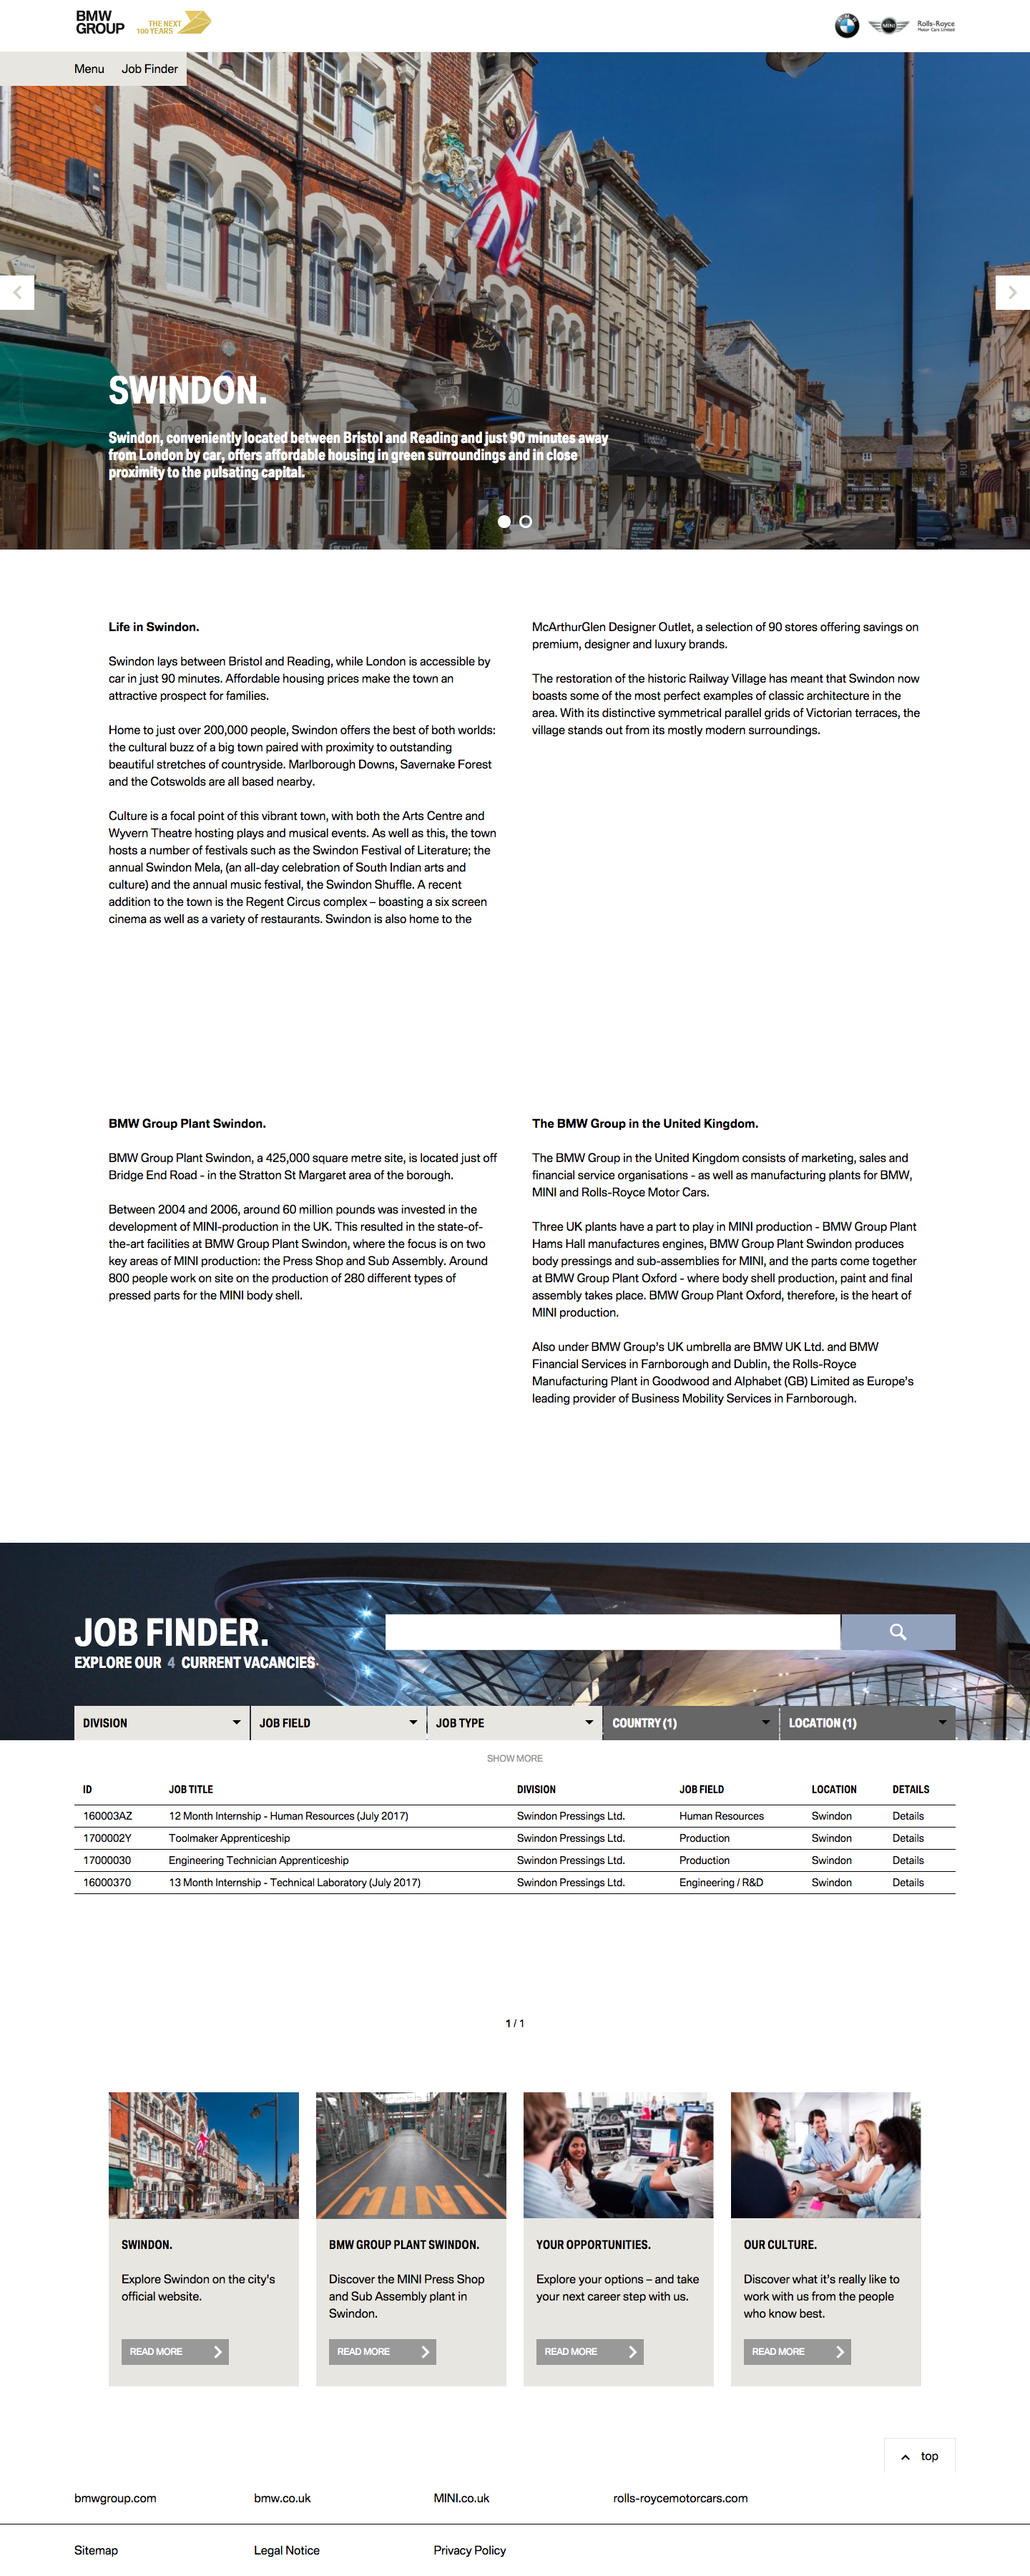 BMW
GROUP
THE NEXT
100 YEARS
BMW
MINI
Rolls-Royce
Motor Cars Limited
Menu
Job Finder
20
SWINDON.
Swindon, conveniently located between Bristol and Reading and just 90 minutes away
from London by car, offers affordable housing in green surroundings and in close
proximity to the pulsating capital.
Life in Swindon.
Swindon lays between Bristol and Reading, while London is accessible by
car in just 90 minutes. Affordable housing prices make the town an
attractive prospect for families.
Home to just over 200,000 people, Swindon offers the best of both worlds:
the cultural buzz of a big town paired with proximity to outstanding
beautiful stretches of countryside. Marlborough Downs, Savernake Forest
and the Cotswolds are all based nearby.
Culture is a focal point of this vibrant town, with both the Arts Centre and
Wyvern Theatre hosting plays and musical events. As well as this, the town
hosts a number of festivals such as the Swindon Festival of Literature; the
annual Swindon Mela, (an all-day celebration of South Indian arts and
culture) and the annual music festival, the Swindon Shuffle. A recent
addition to the town is the Regent Circus complex – boasting a six screen
cinema as well as a variety of restaurants. Swindon is also home to the
McArthurGlen Designer Outlet, a selection of 90 stores offering savings on
premium, designer and luxury brands.
The restoration of the historic Railway Village has meant that Swindon now
boasts some of the most perfect examples of classic architecture in the
area. With its distinctive symmetrical parallel grids of Victorian terraces, the
village stands out from its mostly modern surroundings.
BMW Group Plant Swindon.
BMW Group Plant Swindon, a 425,000 square metre site, is located just off
Bridge End Road - in the Stratton St Margaret area of the borough.
Between 2004 and 2006, around 60 million pounds was invested in the
development of MINI-production in the UK. This resulted in the state-of-
the-art facilities at BMW Group Plant Swindon, where the focus is on two
key areas of MINI production: the Press Shop and Sub Assembly. Around
800 people work on site on the production of 280 different types of
pressed parts for the MINI body shell.
The BMW Group in the United Kingdom.
The BMW Group in the United Kingdom consists of marketing, sales and
financial service organisations - as well as manufacturing plants for BMW,
MINI and Rolls-Royce Motor Cars.
Three UK plants have a part to play in MINI production - BMW Group Plant
Hams Hall manufactures engines, BMW Group Plant Swindon produces
body pressings and sub-assemblies for MINI, and the parts come together
at BMW Group Plant Oxford - where body shell production, paint and final
assembly takes place. BMW Group Plant Oxford, therefore, is the heart of
MINI production.
Also under BMW Group's UK umbrella are BMW UK Ltd. and BMW
Financial Services in Farnborough and Dublin, the Rolls-Royce
Manufacturing Plant in Goodwood and Alphabet (GB) Limited as Europe's
leading provider of Business Mobility Services in Farnborough.
JOB FINDER.
EXPLORE OUR 4 CURRENT VACANCIES·
DIVISION
JOB FIELD
JOB TYPE
COUNTRY (1)
LOCATION (1)
SHOW MORE
ID JOB TITLE DIVISION JOB FIELD LOCATION DETAILS
160003AZ 12 Month Internship - Human Resources (July 2017) Swindon Pressings Ltd. Human Resources Swindon Details
1700002Y Toolmaker Apprenticeship Swindon Pressings Ltd. Production Swindon Details
17000030 Engineering Technician Apprenticeship Swindon Pressings Ltd. Production Swindon Details
16000370 13 Month Internship - Technical Laboratory (July 2017) Swindon Pressings Ltd. Engineering / R&D Swindon Details
1 / 1
MINI
SWINDON.
Explore Swindon on the city's
official website.
READ MORE
BMW GROUP PLANT SWINDON.
Discover the MINI Press Shop
and Sub Assembly plant in
Swindon.
READ MORE
YOUR OPPORTUNITIES.
Explore your options – and take
your next career step with us.
READ MORE
OUR CULTURE.
Discover what it's really like to
work with us from the people
who know best.
READ MORE
top
bmwgroup.com
bmw.co.uk
MINI.co.uk
rolls-roycemotorcars.com
Sitemap
Legal Notice
Privacy Policy